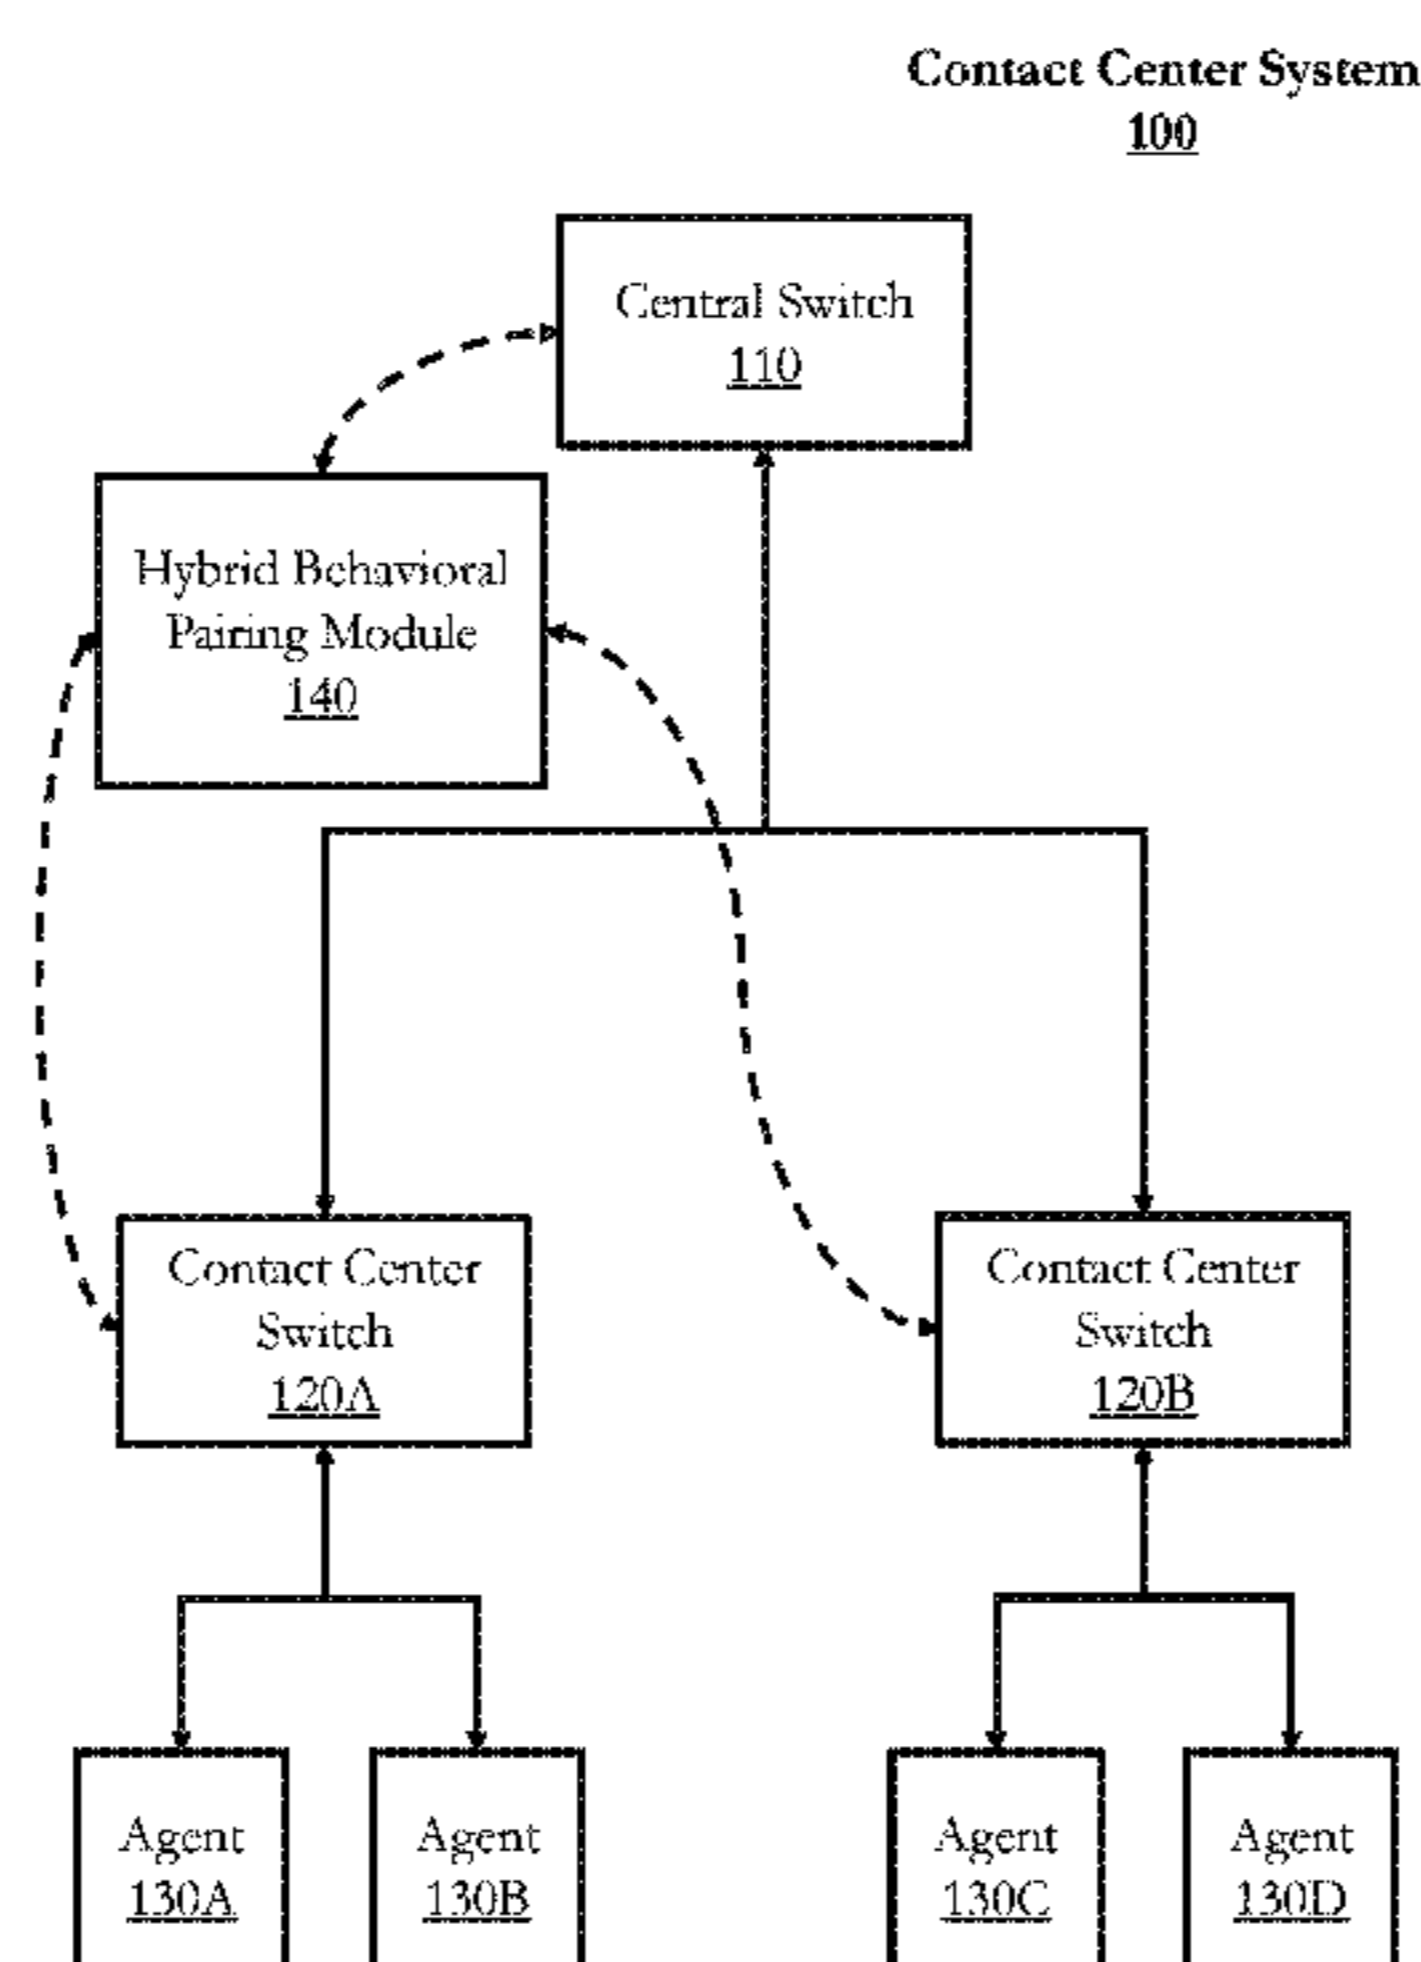 Contact Center System
100
Central Switch
110
Hybrid Behavioral
Pairing Module
140
Contact Center
Switch
120A
Contact Center
Switch
120B
Agent
130A
Agent
130B
Agent
130C
Agent
130D